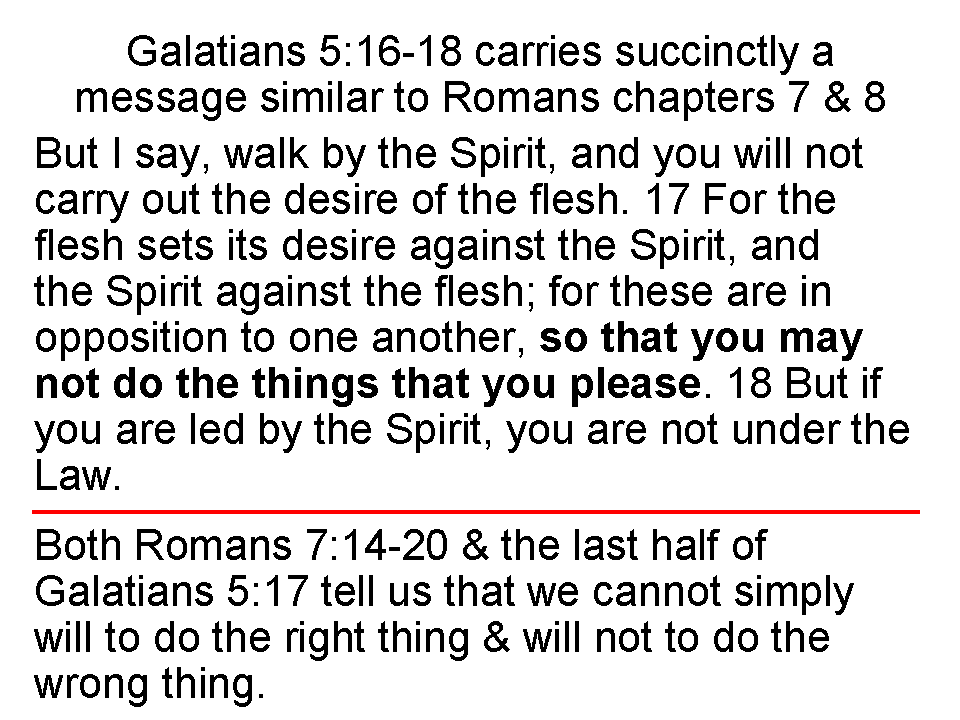 Galatians 5:16-18 carries succinctly a
message similar to Romans chapters 7 & 8
But I say, walk by the Spirit, and you will not
carry out the desire of the flesh. 17 For the
flesh sets its desire against the Spirit, and
the Spirit against the flesh; for these are in
opposition to one another, so that you may
not do the things that you please. 18 But if
you are led by the Spirit, you are not under the
Law.
Both Romans 7:14-20 & the last half of
Galatians 5:17 tell us that we cannot simply
will to do the right thing & will not to do the
wrong thing.